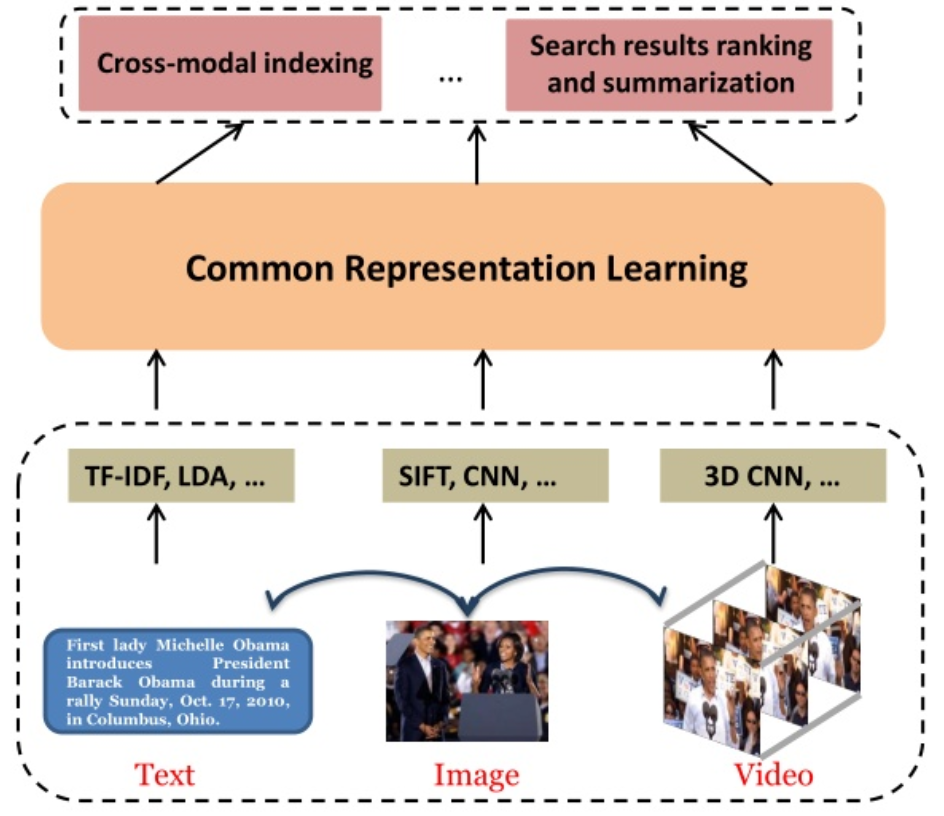 Cross-modal indexing
...
Search results ranking
and summarization
Common Representation Learning
TF-IDF, LDA, ...
SIFT, CNN, ...
3D CNN, ...
First lady Michelle Obama
introduces President
Barack Obama during a
rally Sunday, Oct. 17, 2010,
in Columbus, Ohio.
Text
Image
Video